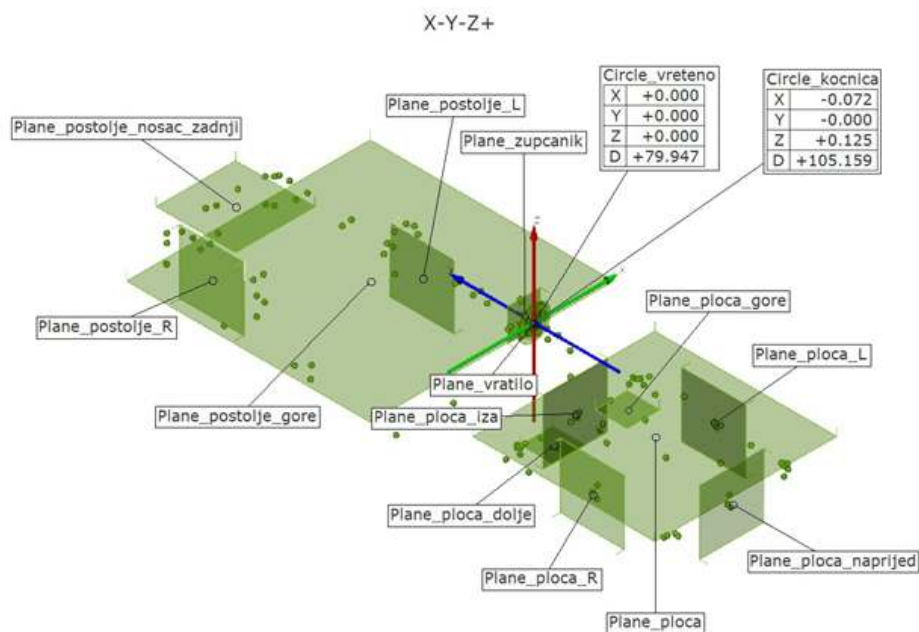 X-Y-Z+
Circle_vreteno
X +0.000
Y +0.000
Z +0.000
D +79.947
Circle_kocnica
X -0.072
Y -0.000
Z +0.125
D +105.159
Plane_postolje_L
Plane_postolje_nosac_zadnji
Plane_zupcanik
Plane_ploca_gore
Plane_postolje_R
Plane_ploca_L
Plane_vratilo
Plane_postolje_gore
Plane_ploca_iza
Plane_ploca_dolje
Plane_ploca_naprijed
Plane_ploca_R
Plane_ploca